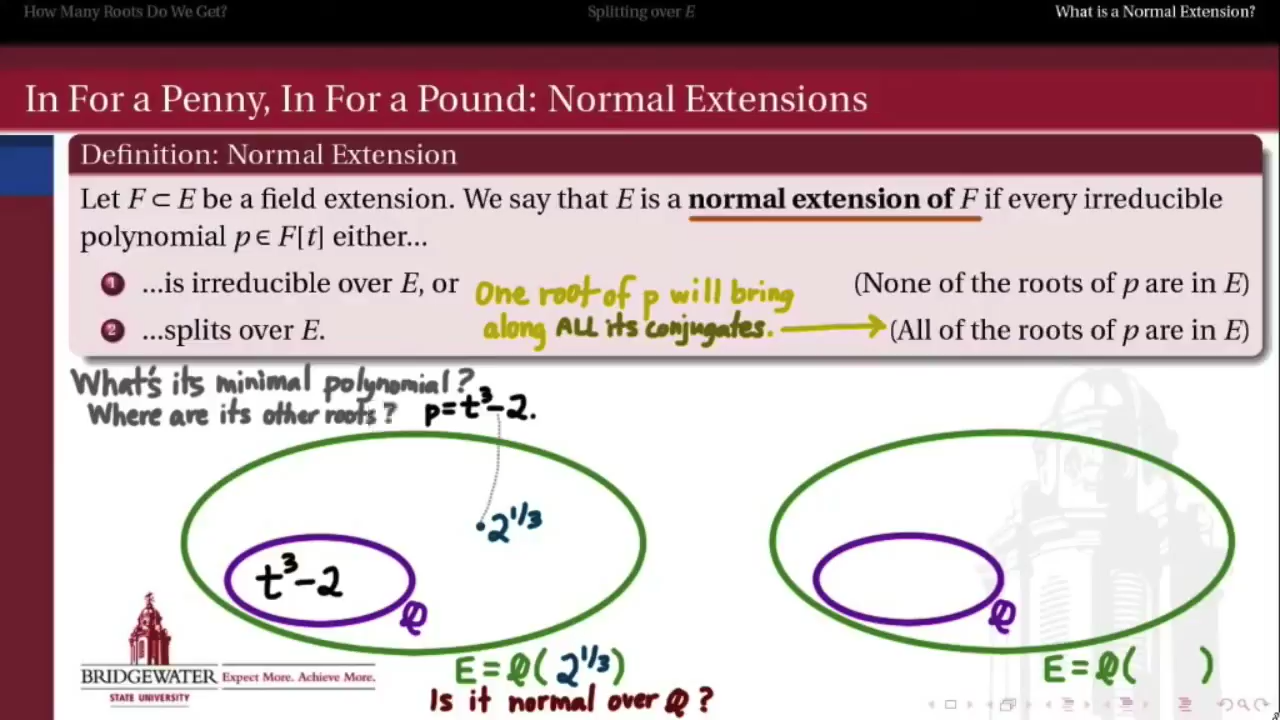 How Many Roots Do We Get? Splitting over E What is a Normal Extension?
In For a Penny, In For a Pound: Normal Extensions
Definition: Normal Extension
Let F ⊂ E be a field extension. We say that E is a normal extension of F if every irreducible
polynomial p ∈ F[t] either...
1 ...is irreducible over E, or (None of the roots of p are in E)
One root of p will bring
2 ...splits over E. along ALL its conjugates. (All of the roots of p are in E)
What's its minimal polynomial?
Where are its other roots? p=t³-2.
2^1/3
t³-2
Q Q
E=Q( 2^1/3) E=Q( )
Is it normal over Q?
BRIDGEWATER Expect More. Achieve More.
STATE UNIVERSITY